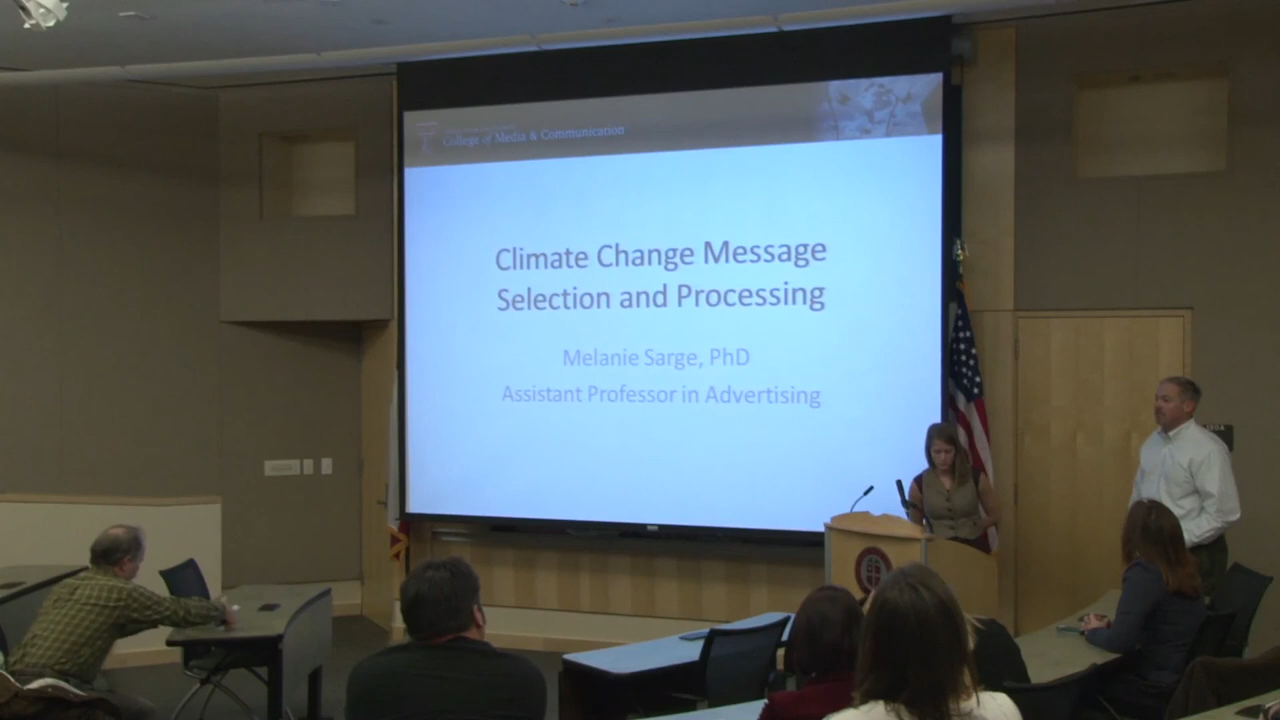 College of Media & Communication
Climate Change Message
Selection and Processing
Melanie Sarge, PhD
Assistant Professor in Advertising